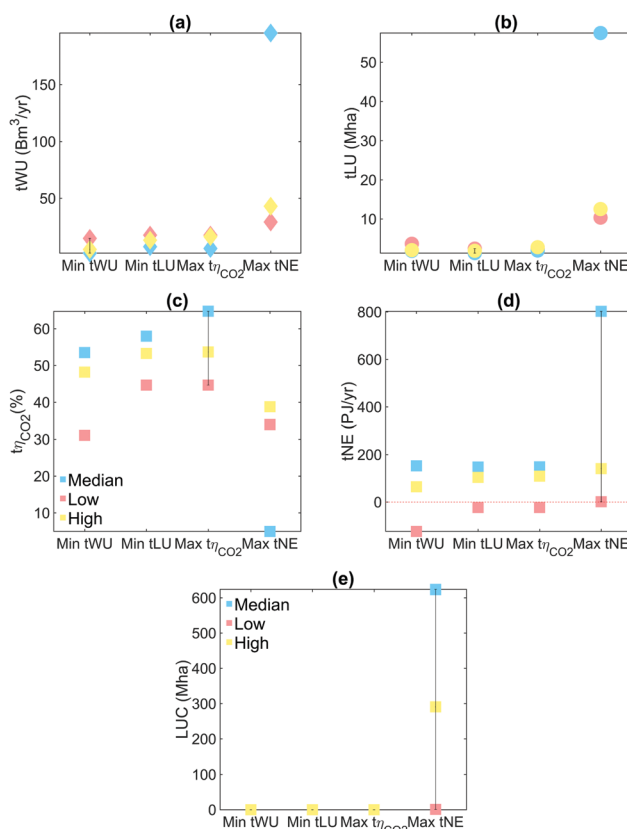 (a)
(b)
tWU (Bm³/yr)
150
100
50
Min tWU Min tLU Max tηCO2 Max tNE
tLU (Mha)
50
40
30
20
10
Min tWU Min tLU Max tηCO2 Max tNE
(c)
(d)
tηCO2(%)
60
50
40
30
20
10
Median
Low
High
Min tWU Min tLU Max tηCO2 Max tNE
tNE (PJ/yr)
800
600
400
200
0
Min tWU Min tLU Max tηCO2 Max tNE
(e)
LUC (Mha)
600
500
400
300
200
100
0
Median
Low
High
Min tWU Min tLU Max tηCO2 Max tNE